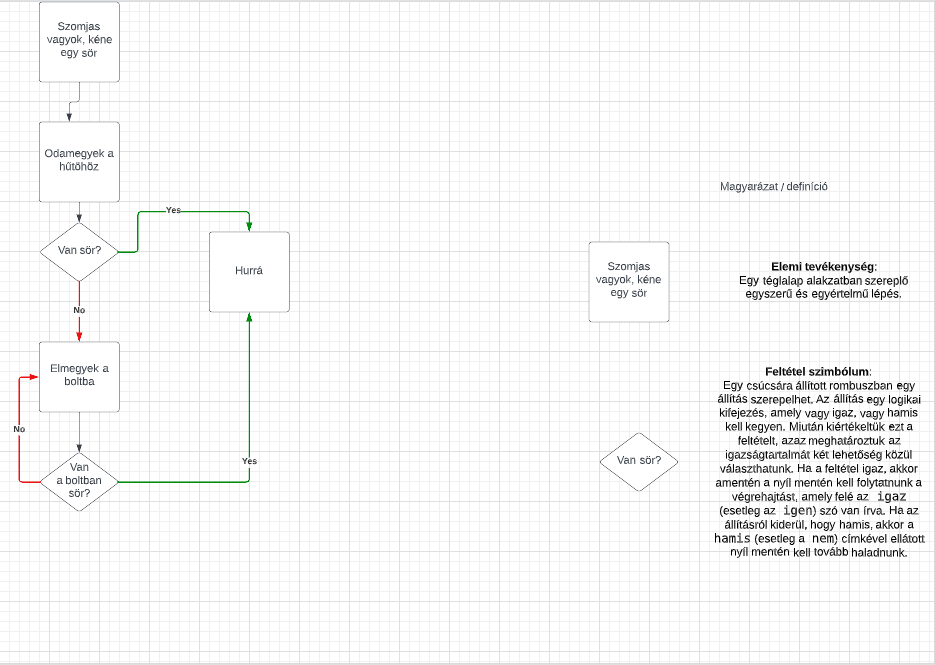 Szomjas
vagyok, kéne
egy sör
Odamegyek a
hűtőhöz
Van sör?
Yes
Hurrá
No
Elmegyek a
boltba
No
Van
a boltban
sör?
Yes
Magyarázat / definíció
Szomjas
vagyok, kéne
egy sör
Elemi tevékenység:
Egy téglalap alakzatban szereplő
egyszerű és egyértelmű lépés.
Van sör?
Feltétel szimbólum:
Egy csúcsára állított rombuszban egy
állítás szerepelhet. Az állítás egy logikai
kifejezés, amely vagy igaz, vagy hamis
kell kegyen. Miután kiértékeltük ezt a
feltételt, azaz meghatároztuk az
igazságtartalmát két lehetőség közül
választhatunk. Ha a feltétel igaz, akkor
amentén a nyíl mentén kell folytatnunk a
végrehajtást, amely felé az igaz
(esetleg az igen) szó van írva. Ha az
állításról kiderül, hogy hamis, akkor a
hamis (esetleg a nem) címkével ellátott
nyíl mentén kell tovább haladnunk.